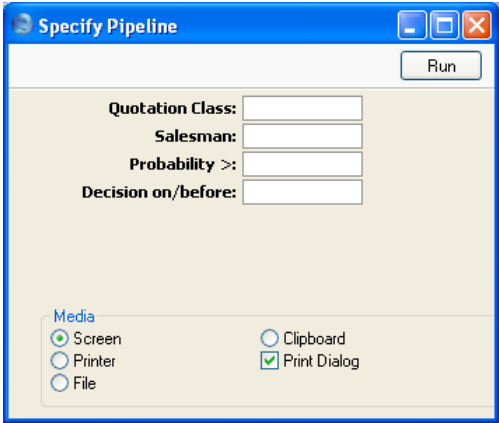 Specify Pipeline
Run
Quotation Class:
Salesman:
Probability >:
Decision on/before:
Media
Screen
Clipboard
Printer
Print Dialog
File